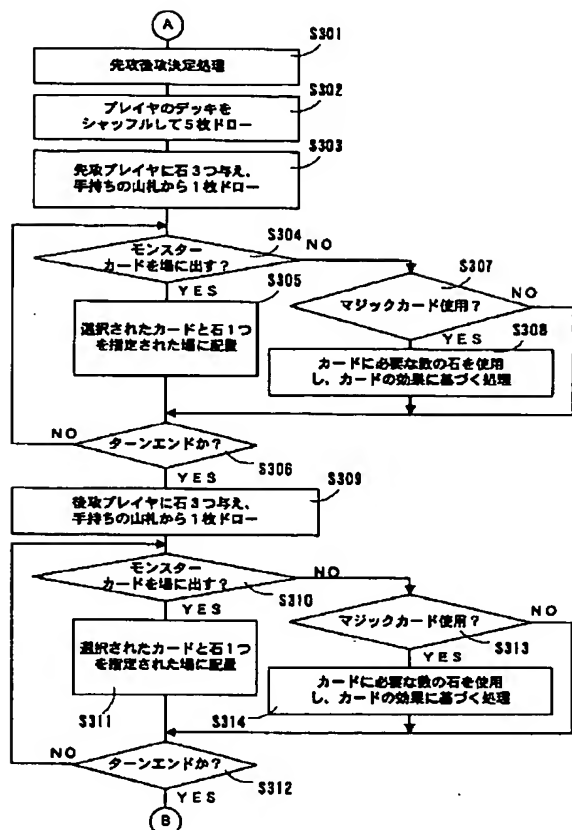 A
S301
先攻後攻決定処理
S302
プレイヤのデッキを
シャッフルして5枚ドロー
S303
先攻プレイヤに石3つ与え、
手持ちの山札から1枚ドロー
S304
モンスター
カードを場に出す?
NO
YES
S305
選択されたカードと石1つ
を指定された場に配置
S307
マジックカード使用?
NO
YES
S308
カードに必要な数の石を使用
し、カードの効果に基づく処理
NO
ターンエンドか?
S306
YES
S309
後攻プレイヤに石3つ与え、
手持ちの山札から1枚ドロー
モンスター
カードを場に出す?
NO
S310
YES
選択されたカードと石1つ
を指定された場に配置
S311
マジックカード使用?
NO
S313
YES
カードに必要な数の石を使用
し、カードの効果に基づく処理
S314
NO
ターンエンドか?
S312
YES
B